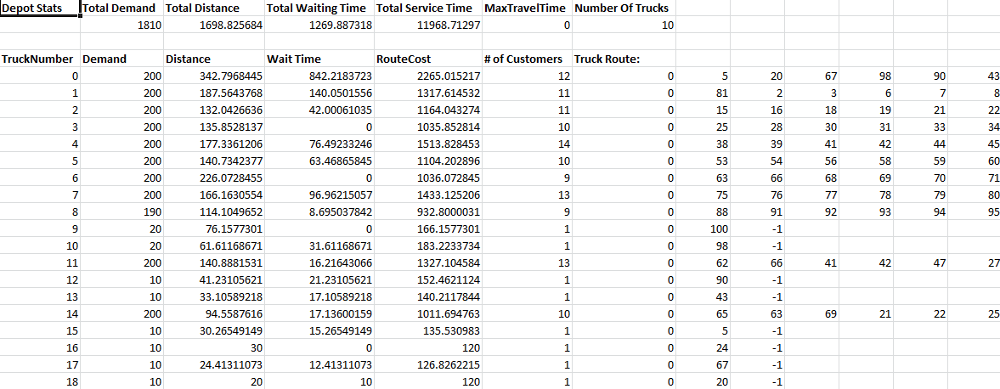 Depot Stats Total Demand Total Distance Total Waiting Time Total Service Time MaxTravelTime Number Of Trucks
1810 1698.825684 1269.887318 11968.71297 0 10
TruckNumber Demand Distance Wait Time RouteCost # of Customers Truck Route:
0 200 342.7968445 842.2183723 2265.015217 12 0 5 20 67 98 90 43
1 200 187.5643768 140.0501556 1317.614532 11 0 81 2 3 6 7 8
2 200 132.0426636 42.00061035 1164.043274 11 0 15 16 18 19 21 22
3 200 135.8528137 0 1035.852814 10 0 25 28 30 31 33 34
4 200 177.3361206 76.49233246 1513.828453 14 0 38 39 41 42 44 45
5 200 140.7342377 63.46865845 1104.202896 10 0 53 54 56 58 59 60
6 200 226.0728455 0 1036.072845 9 0 63 66 68 69 70 71
7 200 166.1630554 96.96215057 1433.125206 13 0 75 76 77 78 79 80
8 190 114.1049652 8.695037842 932.8000031 9 0 88 91 92 93 94 95
9 20 76.1577301 0 166.1577301 1 0 100 -1
10 20 61.61168671 31.61168671 183.2233734 1 0 98 -1
11 200 140.8881531 16.21643066 1327.104584 13 0 62 66 41 42 47 27
12 10 41.23105621 21.23105621 152.4621124 1 0 90 -1
13 10 33.10589218 17.10589218 140.2117844 1 0 43 -1
14 200 94.5587616 17.13600159 1011.694763 10 0 65 63 69 21 22 25
15 10 30.26549149 15.26549149 135.530983 1 0 5 -1
16 10 30 0 120 1 0 24 -1
17 10 24.41311073 12.41311073 126.8262215 1 0 67 -1
18 10 20 10 120 1 0 20 -1